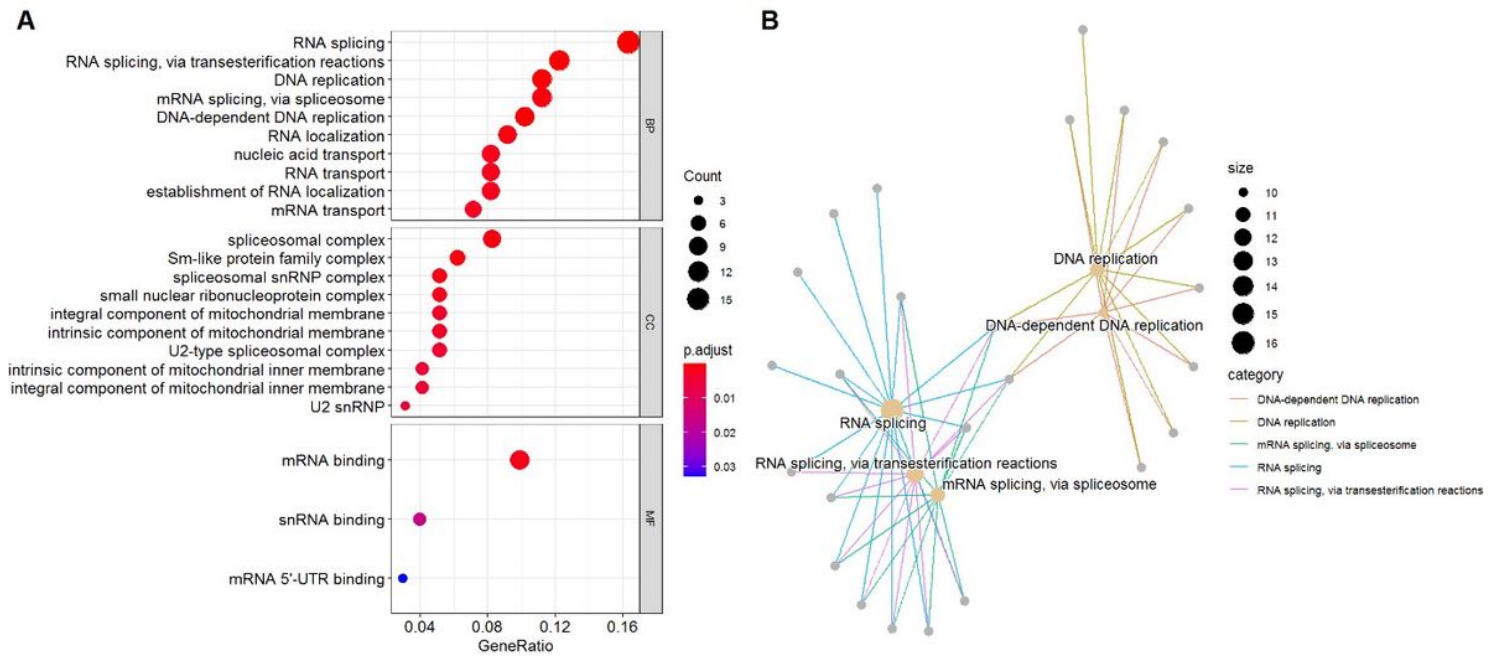 A
RNA splicing
RNA splicing, via transesterification reactions
DNA replication
mRNA splicing, via spliceosome
DNA-dependent DNA replication
RNA localization
nucleic acid transport
RNA transport
establishment of RNA localization
mRNA transport
BP
spliceosomal complex
Sm-like protein family complex
spliceosomal snRNP complex
small nuclear ribonucleoprotein complex
integral component of mitochondrial membrane
intrinsic component of mitochondrial membrane
U2-type spliceosomal complex
intrinsic component of mitochondrial inner membrane
integral component of mitochondrial inner membrane
U2 snRNP
CC
mRNA binding
snRNA binding
mRNA 5'-UTR binding
MF
0.04 0.08 0.12 0.16
GeneRatio
Count
3
6
9
12
15
p.adjust
0.01
0.02
0.03
B
DNA replication
DNA-dependent DNA replication
RNA splicing
RNA splicing, via transesterification reactions
mRNA splicing, via spliceosome
size
10
11
12
13
14
15
16
category
DNA-dependent DNA replication
DNA replication
mRNA splicing, via spliceosome
RNA splicing
RNA splicing, via transesterification reactions